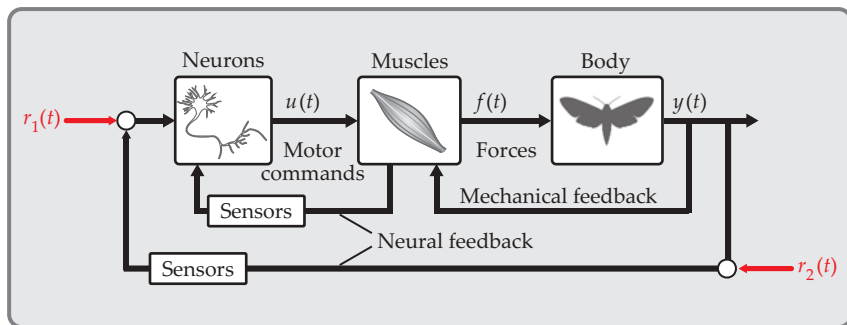 Neurons
Muscles
Body
r₁(t)
u(t)
f(t)
y(t)
Motor
commands
Forces
Sensors
Mechanical feedback
Neural feedback
Sensors
r₂(t)